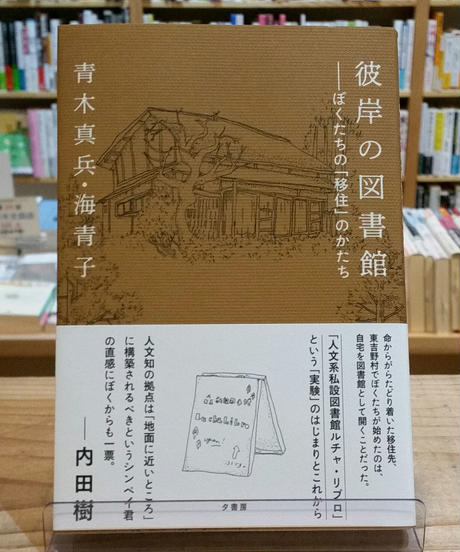 彼岸の図書館
──ぼくたちの「移住」のかたち
青木真兵・海青子
命からがらたどり着いた移住先、
東吉野村でぼくたちが始めたのは、
自宅を図書館として開くことだった。
「人文系私設図書館ルチャ・リブロ」
という「実験」のはじまりとこれから
Lucha Libro
open!
人文知の拠点は「地面に近いところ」
に構築されるべきというシンペイ君
の直感にぼくからも一票。
──内田樹
夕書房